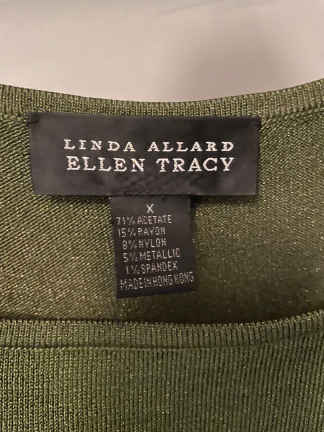 LINDA ALLARD
ELLEN TRACY
X
71% ACETATE
15% RAYON
8% NYLON
5% METALLIC
1% SPANDEX
MADE IN HONG KONG